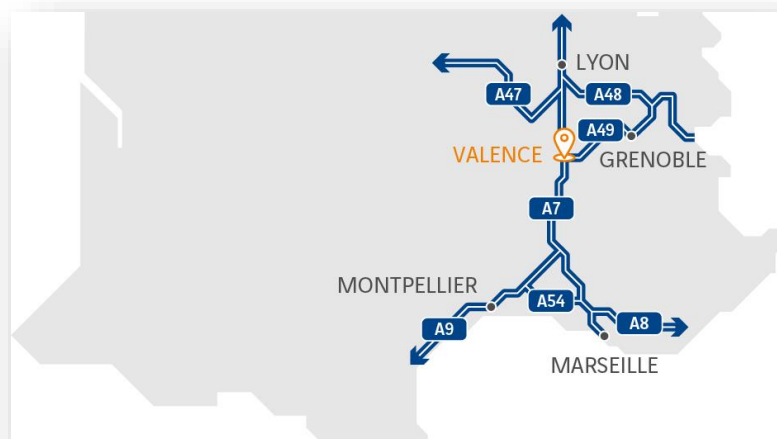 LYON
A47
A48
A49
VALENCE
GRENOBLE
A7
MONTPELLIER
A54
A9
A8
MARSEILLE